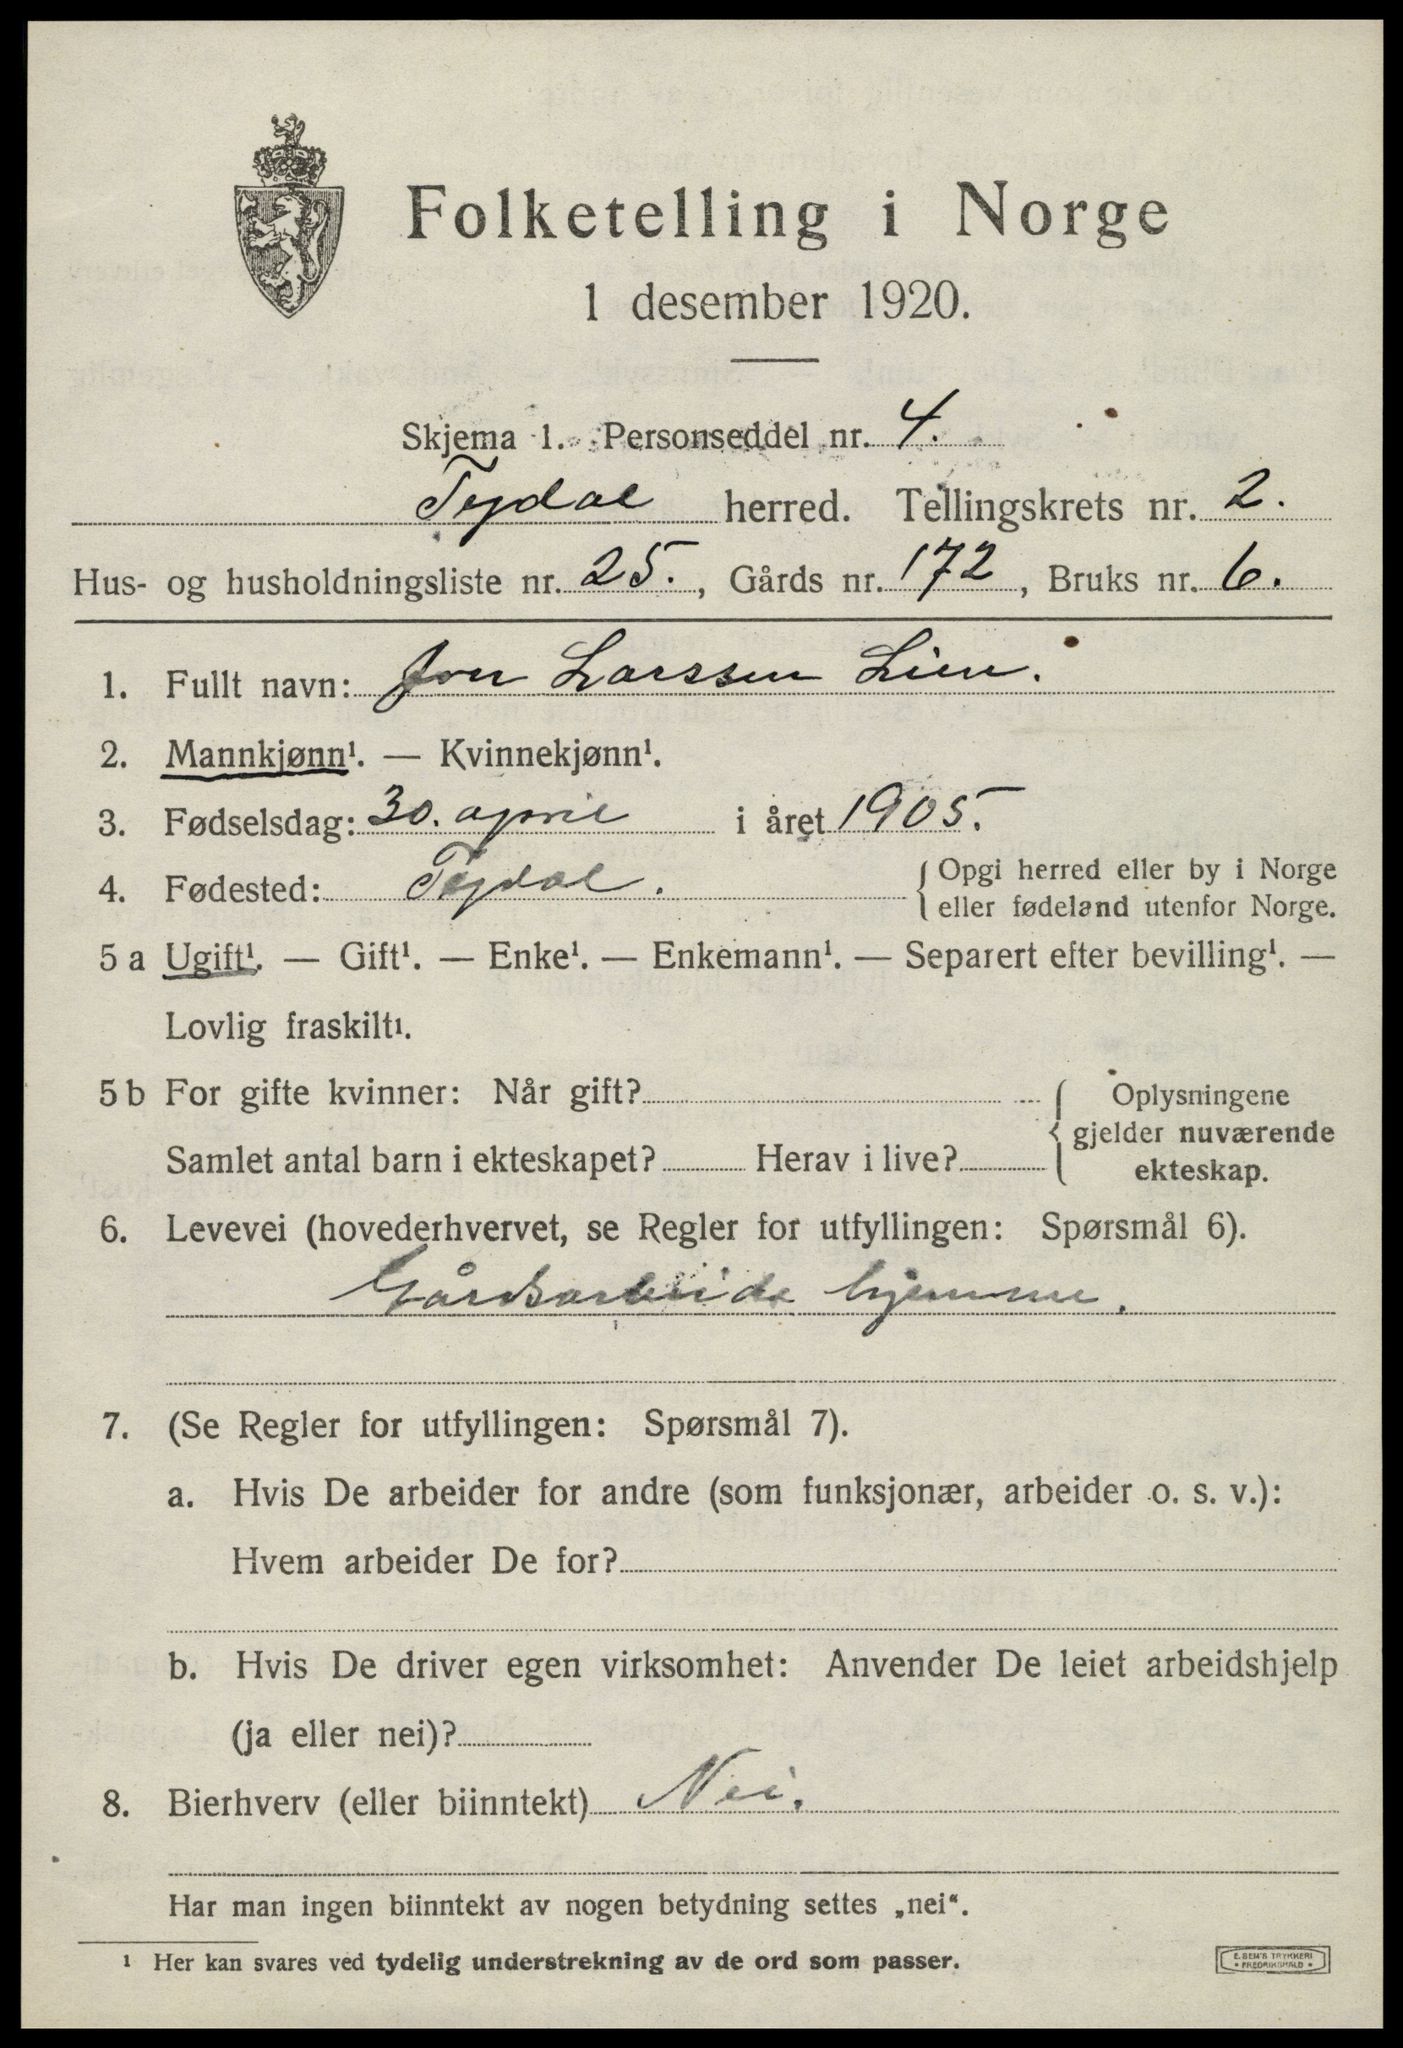 Folketelling i Norge
1 desember 1920.
Skjema 1. Personseddel nr. 4.
Tydal herred. Tellingskrets nr. 2.
Hus- og husholdningsliste nr. 25., Gårds nr. 172, Bruks nr. 6.
1. Fullt navn: Jon Larssen Lien.
2. Mannkjønn¹. — Kvinnekjønn¹.
3. Fødselsdag: 30. april i året 1905.
4. Fødested: Tydal. { Opgi herred eller by i Norge
eller fødeland utenfor Norge.
5 a Ugift¹. — Gift¹. — Enke¹. — Enkemann¹. — Separert efter bevilling¹. —
Lovlig fraskilt¹.
5 b For gifte kvinner: Når gift? { Oplysningene
gjelder nuværende
Samlet antal barn i ekteskapet? Herav i live? ekteskap.
6. Levevei (hovederhvervet, se Regler for utfyllingen: Spørsmål 6).
Gårdsarbeide hjemme.
7. (Se Regler for utfyllingen: Spørsmål 7).
a. Hvis De arbeider for andre (som funksjonær, arbeider o. s. v.):
Hvem arbeider De for?
b. Hvis De driver egen virksomhet: Anvender De leiet arbeidshjelp
(ja eller nei)?
8. Bierhverv (eller biinntekt) Nei.
Har man ingen biinntekt av nogen betydning settes „nei“.
¹ Her kan svares ved tydelig understrekning av de ord som passer.
E. SEM'S TRYKKERI
• FREDRIKSHALD •